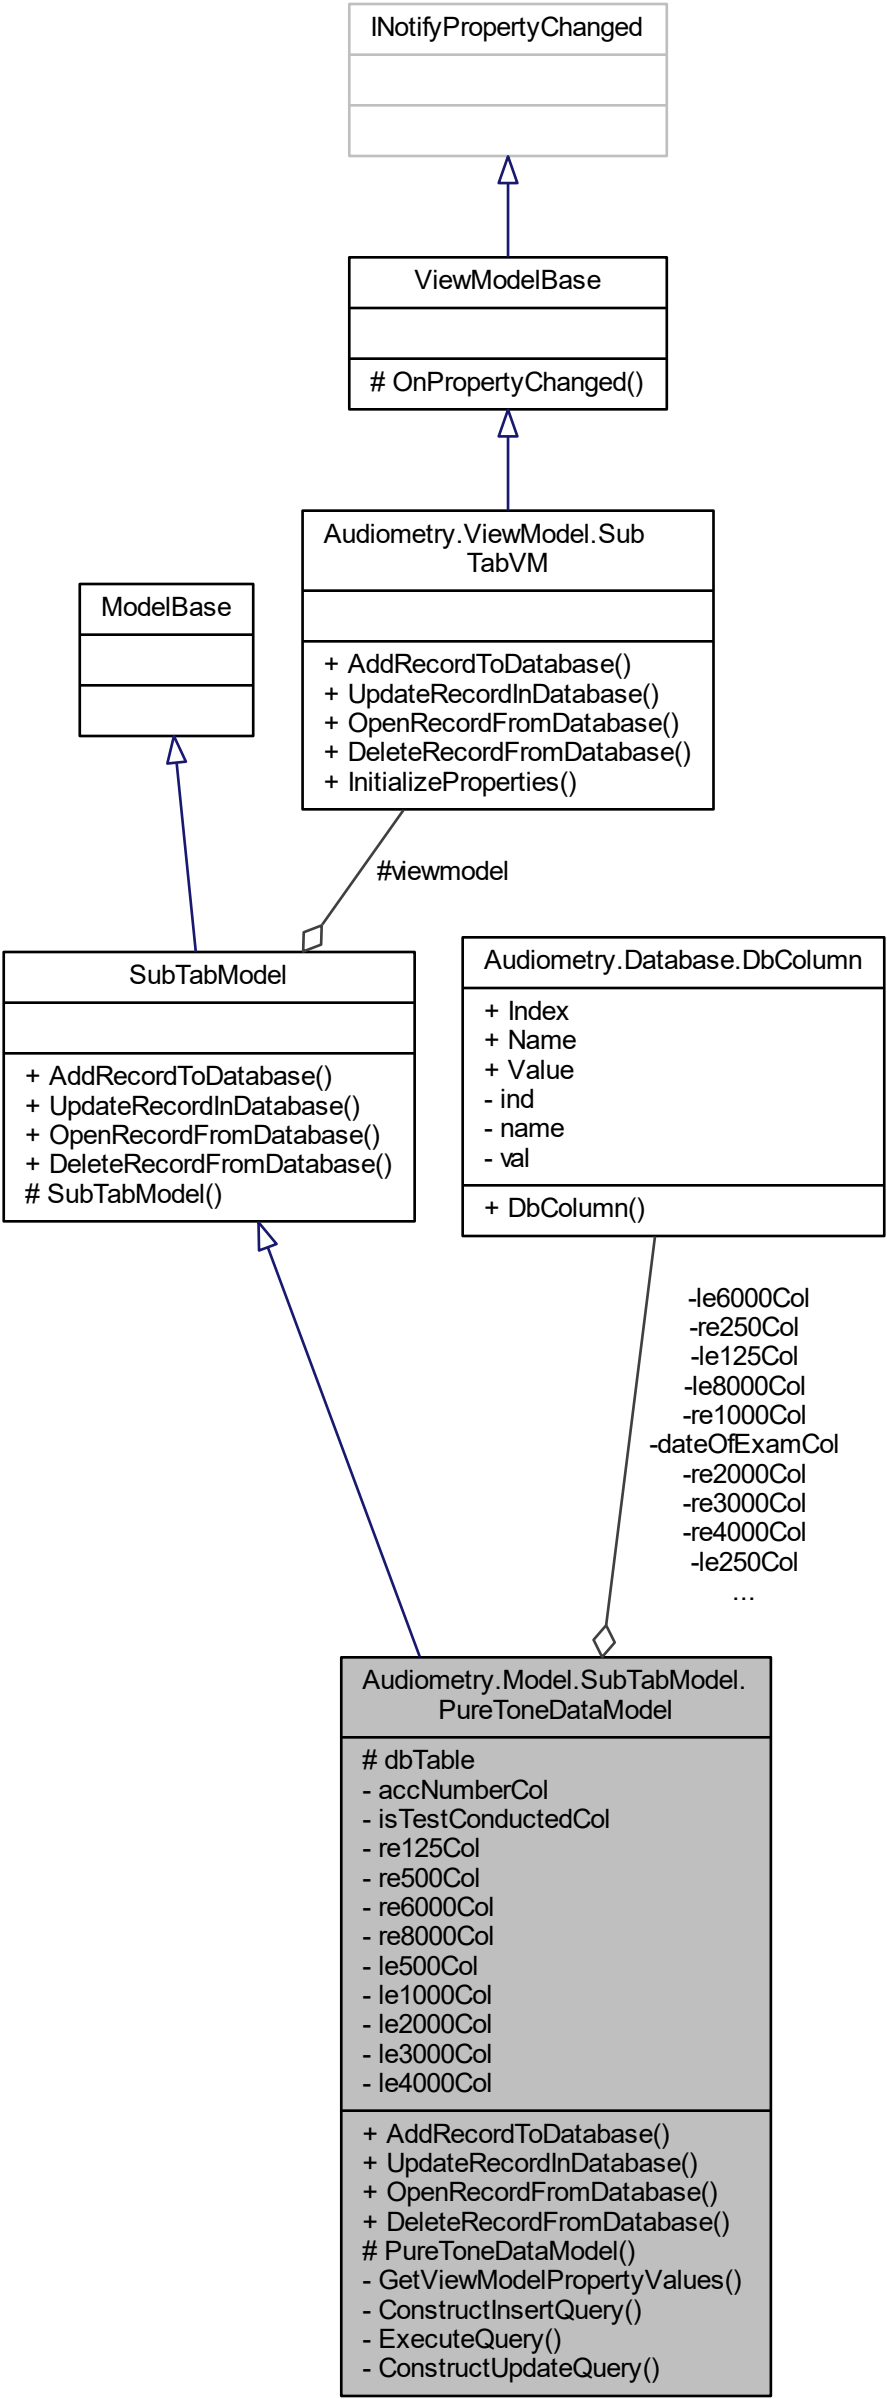 INotifyPropertyChanged
ViewModelBase
# OnPropertyChanged()
Audiometry.ViewModel.Sub
TabVM
+ AddRecordToDatabase()
+ UpdateRecordInDatabase()
+ OpenRecordFromDatabase()
+ DeleteRecordFromDatabase()
+ InitializeProperties()
ModelBase
#viewmodel
SubTabModel
+ AddRecordToDatabase()
+ UpdateRecordInDatabase()
+ OpenRecordFromDatabase()
+ DeleteRecordFromDatabase()
# SubTabModel()
Audiometry.Database.DbColumn
+ Index
+ Name
+ Value
- ind
- name
- val
+ DbColumn()
-le6000Col
-re250Col
-le125Col
-le8000Col
-re1000Col
-dateOfExamCol
-re2000Col
-re3000Col
-re4000Col
-le250Col
...
Audiometry.Model.SubTabModel.
PureToneDataModel
# dbTable
- accNumberCol
- isTestConductedCol
- re125Col
- re500Col
- re6000Col
- re8000Col
- le500Col
- le1000Col
- le2000Col
- le3000Col
- le4000Col
+ AddRecordToDatabase()
+ UpdateRecordInDatabase()
+ OpenRecordFromDatabase()
+ DeleteRecordFromDatabase()
# PureToneDataModel()
- GetViewModelPropertyValues()
- ConstructInsertQuery()
- ExecuteQuery()
- ConstructUpdateQuery()